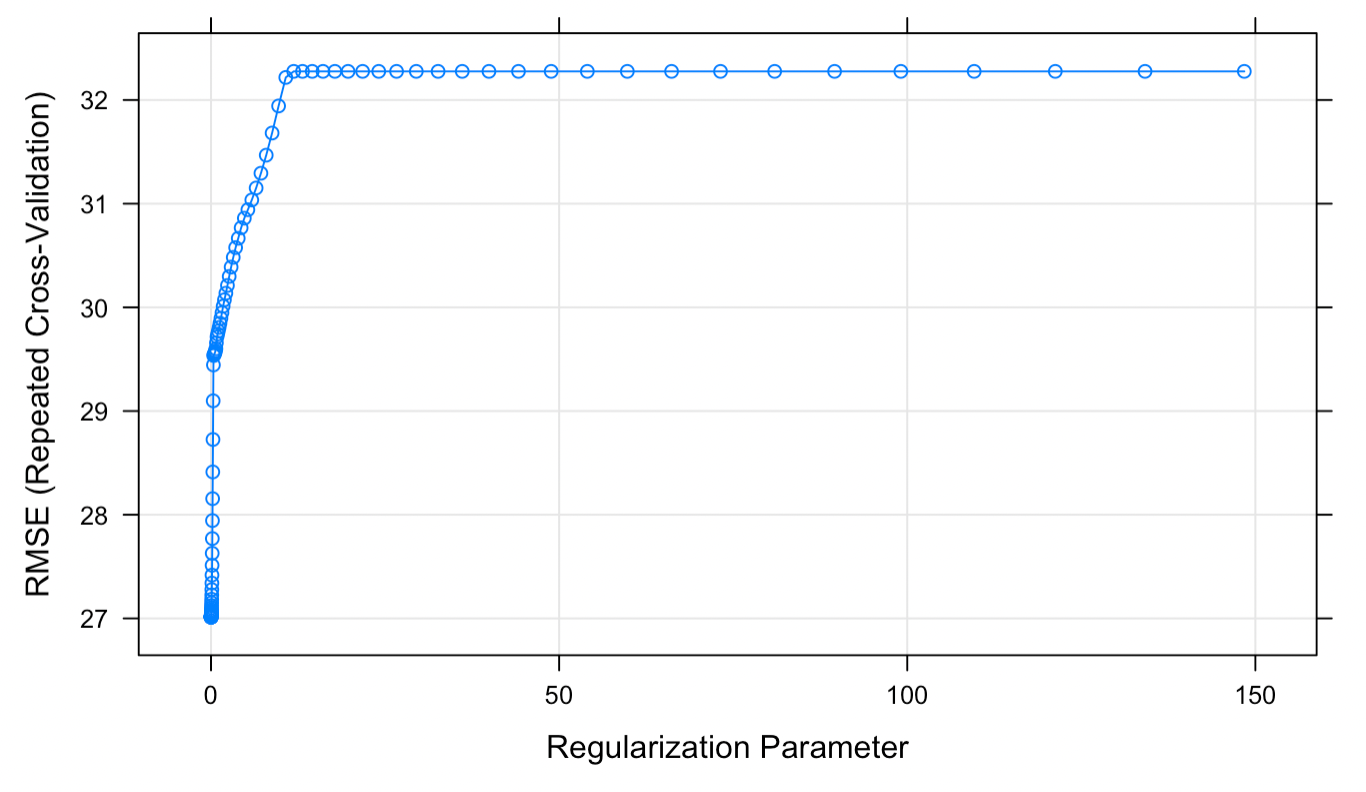 RMSE (Repeated Cross-Validation)
32
31
30
29
28
27
0 50 100 150
Regularization Parameter